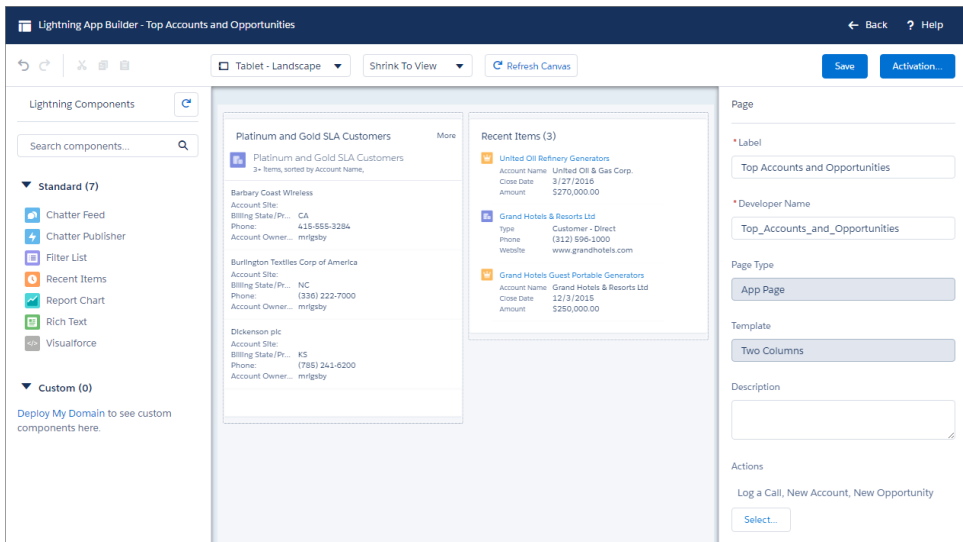 Lightning App Builder - Top Accounts and Opportunities
Back
? Help
Tablet - Landscape
Shrink To View
Refresh Canvas
Save
Activation...
Lightning Components
Search components...
Standard (7)
Chatter Feed
Chatter Publisher
Filter List
Recent Items
Report Chart
Rich Text
Visualforce
Custom (0)
Deploy My Domain to see custom
components here.
Platinum and Gold SLA Customers
More
Platinum and Gold SLA Customers
3+ Items, sorted by Account Name,
Barbary Coast Wireless
Account Site:
Billing State/Pr... CA
Phone: 415-555-3284
Account Owner... mrigsby
Burlington Textiles Corp of America
Account Site:
Billing State/Pr... NC
Phone: (336) 222-7000
Account Owner... mrigsby
Dickenson plc
Account Site:
Billing State/Pr... KS
Phone: (785) 241-6200
Account Owner... mrigsby
Recent Items (3)
United Oil Refinery Generators
Account Name United Oil & Gas Corp.
Close Date 3/27/2016
Amount $270,000.00
Grand Hotels & Resorts Ltd
Type Customer - Direct
Phone (312) 596-1000
Website www.grandhotels.com
Grand Hotels Guest Portable Generators
Account Name Grand Hotels & Resorts Ltd
Close Date 12/3/2015
Amount $250,000.00
Page
*Label
Top Accounts and Opportunities
*Developer Name
Top_Accounts_and_Opportunities
Page Type
App Page
Template
Two Columns
Description
Actions
Log a Call, New Account, New Opportunity
Select...